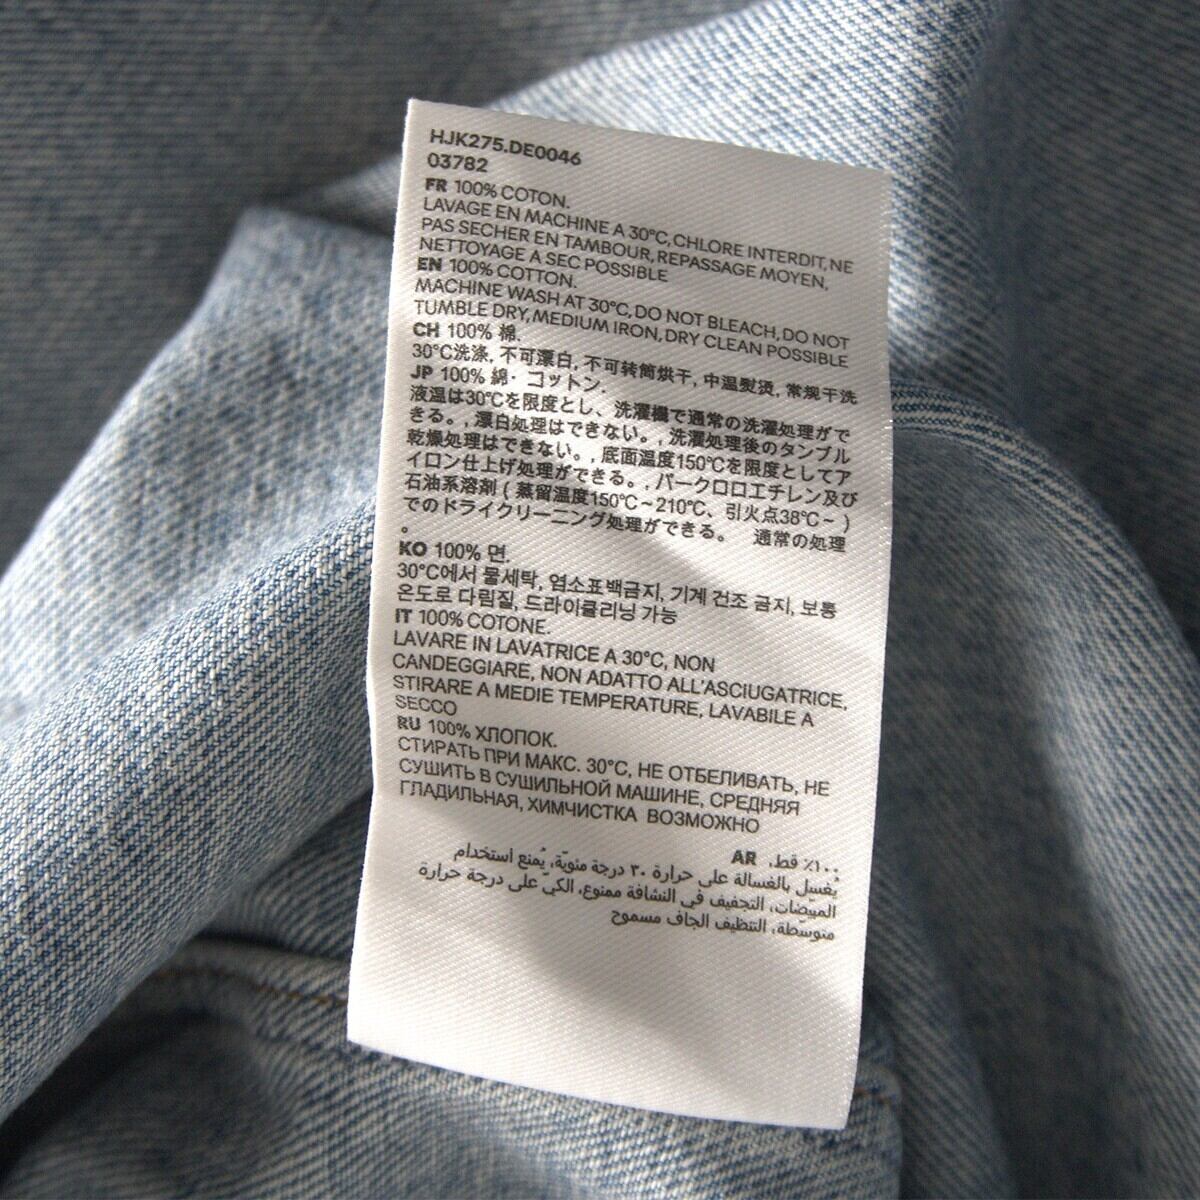 HJK275.DE0046
03782
FR 100% COTON.
LAVAGE EN MACHINE A 30°C, CHLORE INTERDIT, NE
PAS SECHER EN TAMBOUR, REPASSAGE MOYEN,
NETTOYAGE A SEC POSSIBLE
EN 100% COTTON.
MACHINE WASH AT 30°C, DO NOT BLEACH, DO NOT
TUMBLE DRY, MEDIUM IRON, DRY CLEAN POSSIBLE
CH 100% 棉.
30°C洗涤, 不可漂白, 不可转筒烘干, 中温熨烫, 常规干洗
JP 100% 綿・コットン.
液温は30℃を限度とし、洗濯機で通常の洗濯処理がで
きる。, 漂白処理はできない。, 洗濯処理後のタンブル
乾燥処理はできない。, 底面温度150℃を限度としてア
イロン仕上げ処理ができる。, パークロロエチレン及び
石油系溶剤 ( 蒸留温度150℃～210℃、引火点38℃～ )
でのドライクリーニング処理ができる。 通常の処理
。
KO 100% 면.
30°C에서 물세탁, 염소표백금지, 기계 건조 금지, 보통
온도로 다림질, 드라이클리닝 가능
IT 100% COTONE.
LAVARE IN LAVATRICE A 30°C, NON
CANDEGGIARE, NON ADATTO ALL'ASCIUGATRICE,
STIRARE A MEDIE TEMPERATURE, LAVABILE A
SECCO
RU 100% ХЛОПОК.
СТИРАТЬ ПРИ МАКС. 30°C, НЕ ОТБЕЛИВАТЬ, НЕ
СУШИТЬ В СУШИЛЬНОЙ МАШИНЕ, СРЕДНЯЯ
ГЛАДИЛЬНАЯ, ХИМЧИСТКА ВОЗМОЖНО
AR ١٠٠٪ قطن.
يغسل بالغسالة على حرارة ٣٠ درجة مئوية، يُمنع استخدام
المبيضات، التجفيف في النشافة ممنوع، الكي على درجة حرارة
متوسطة، التنظيف الجاف مسموح